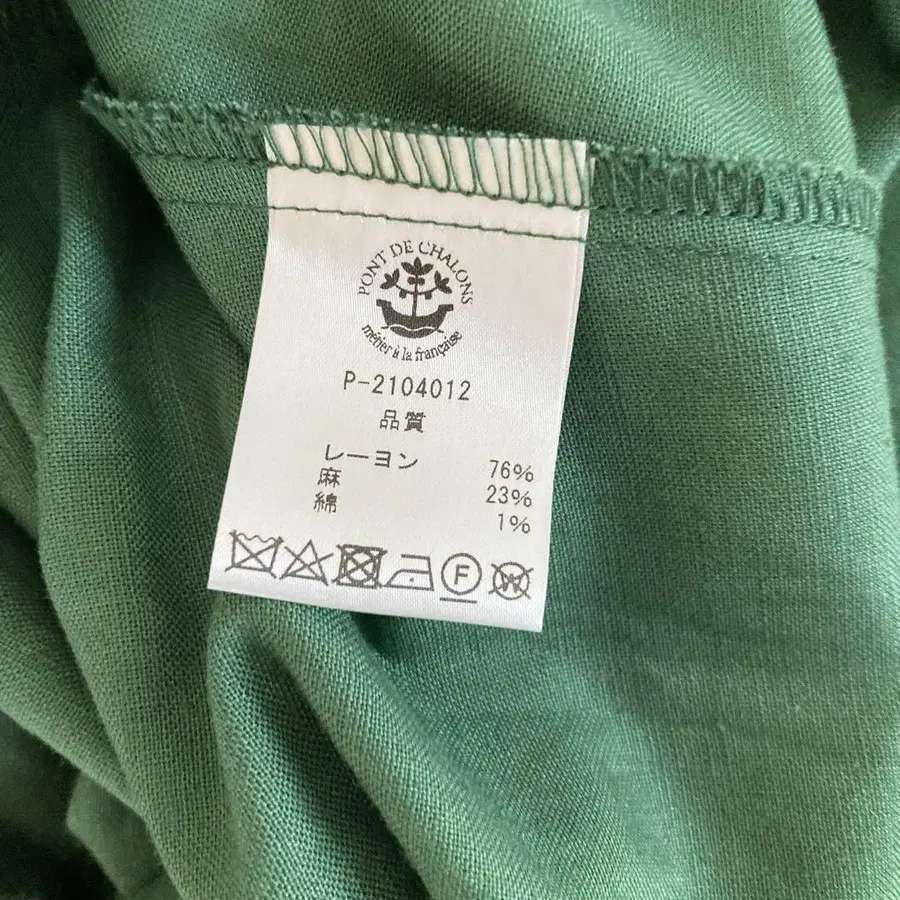 PONT DE CHALONS
métier à la française
P-2104012
品質
レーヨン 76%
麻 23%
綿 1%
F W